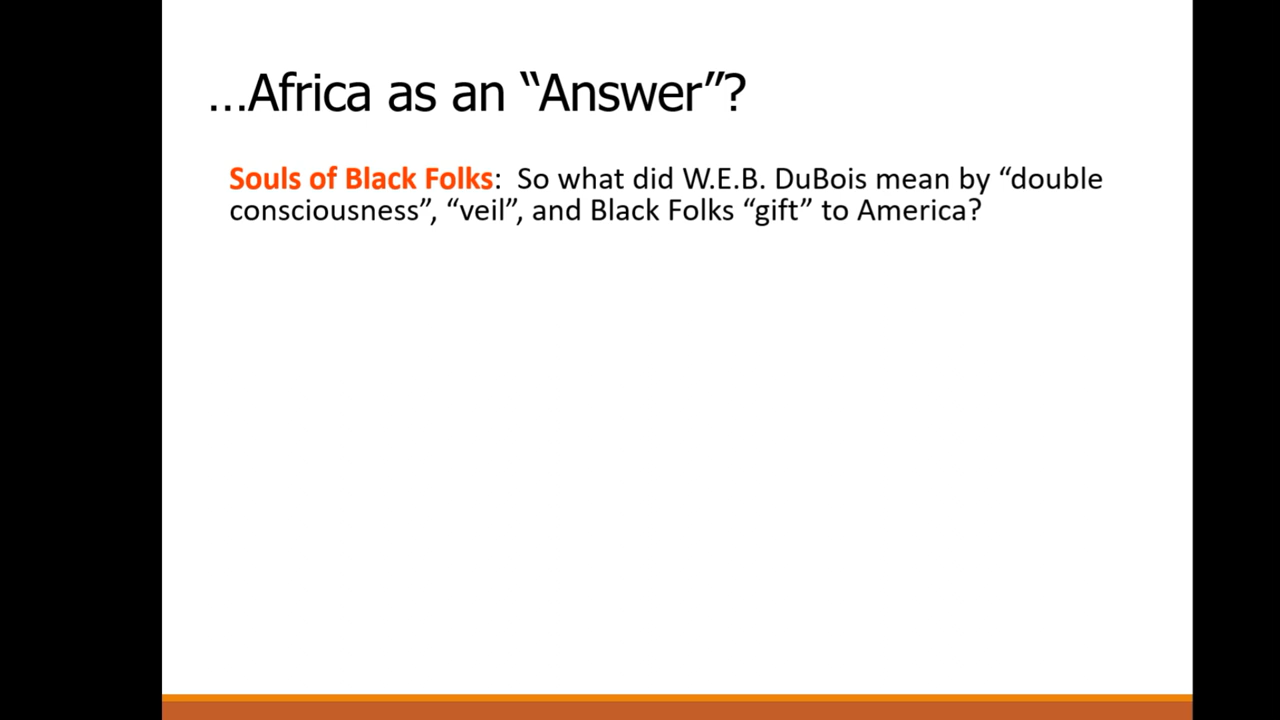 …Africa as an “Answer”?
Souls of Black Folks:  So what did W.E.B. DuBois mean by “double
consciousness”, “veil”, and Black Folks “gift” to America?